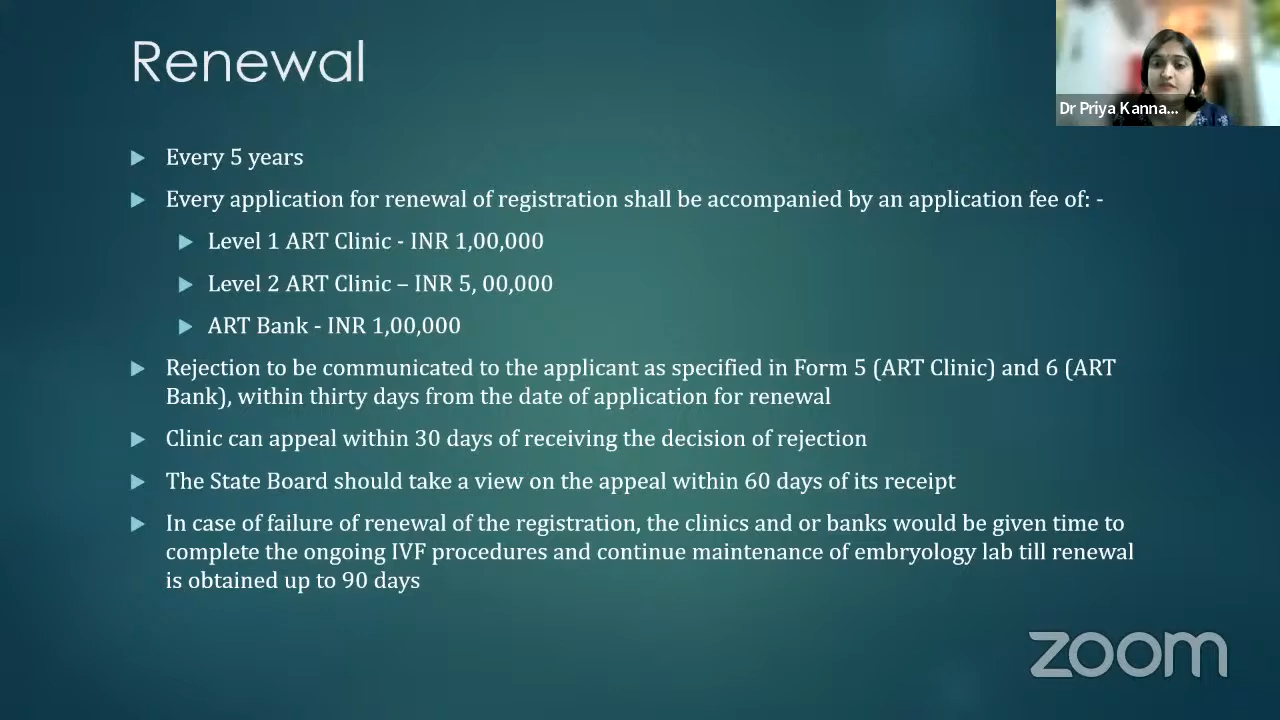 Renewal
Dr Priya Kanna...
Every 5 years
Every application for renewal of registration shall be accompanied by an application fee of: -
Level 1 ART Clinic - INR 1,00,000
Level 2 ART Clinic – INR 5, 00,000
ART Bank - INR 1,00,000
Rejection to be communicated to the applicant as specified in Form 5 (ART Clinic) and 6 (ART
Bank), within thirty days from the date of application for renewal
Clinic can appeal within 30 days of receiving the decision of rejection
The State Board should take a view on the appeal within 60 days of its receipt
In case of failure of renewal of the registration, the clinics and or banks would be given time to
complete the ongoing IVF procedures and continue maintenance of embryology lab till renewal
is obtained up to 90 days
zoom